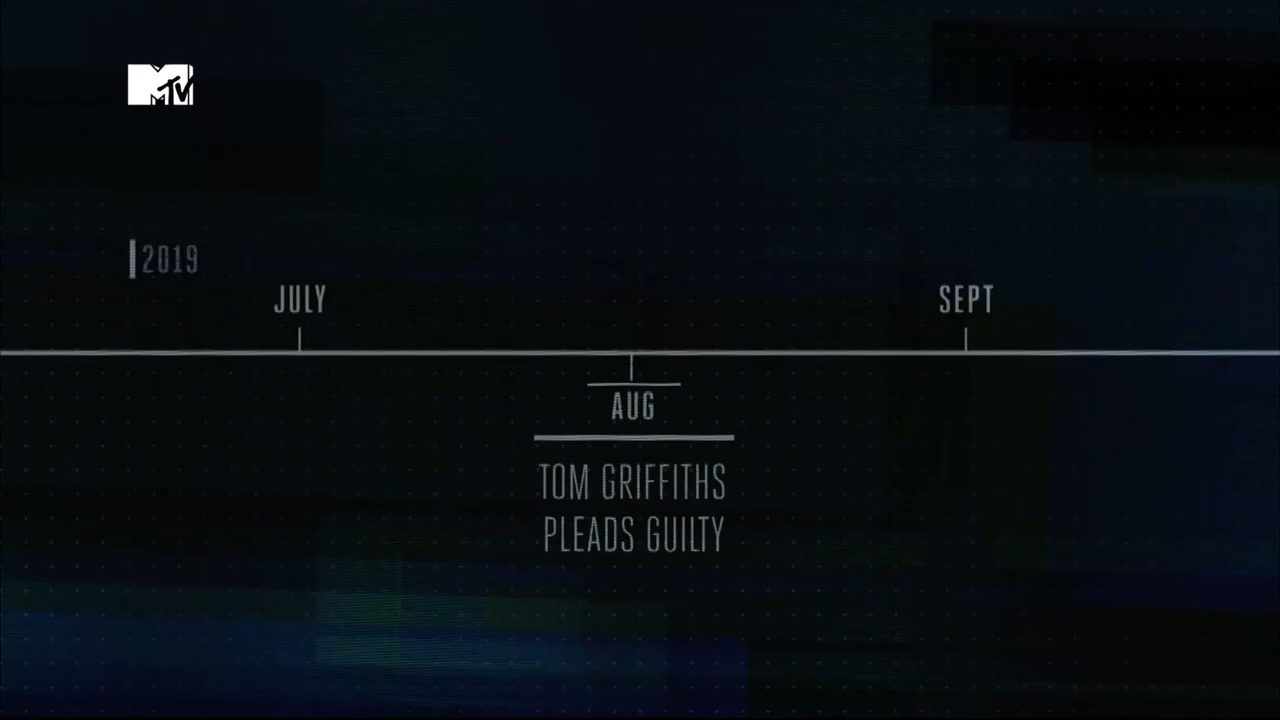 MTV
2019
JULY
SEPT
AUG
TOM GRIFFITHS
PLEADS GUILTY